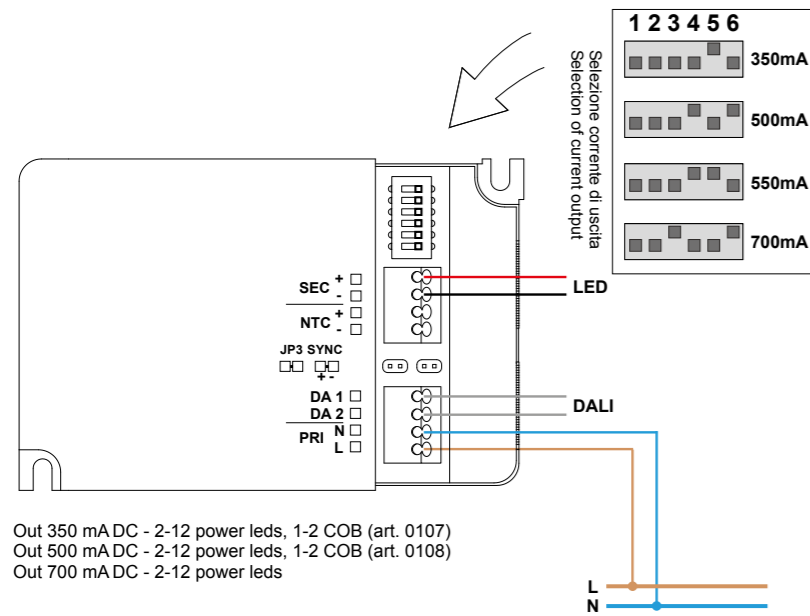 1 2 3 4 5 6
350mA
500mA
550mA
700mA
Selezione corrente di uscita
Selection of current output
SEC + -
NTC + -
LED
JP3 SYNC
+ -
DA 1
DA 2
PRI N
L
DALI
Out 350 mA DC - 2-12 power leds, 1-2 COB (art. 0107)
Out 500 mA DC - 2-12 power leds, 1-2 COB (art. 0108)
Out 700 mA DC - 2-12 power leds
L
N